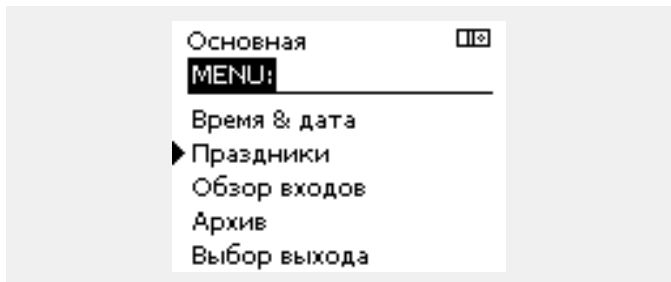 Основная
MENU:
Время & дата
Праздники
Обзор входов
Архив
Выбор выхода